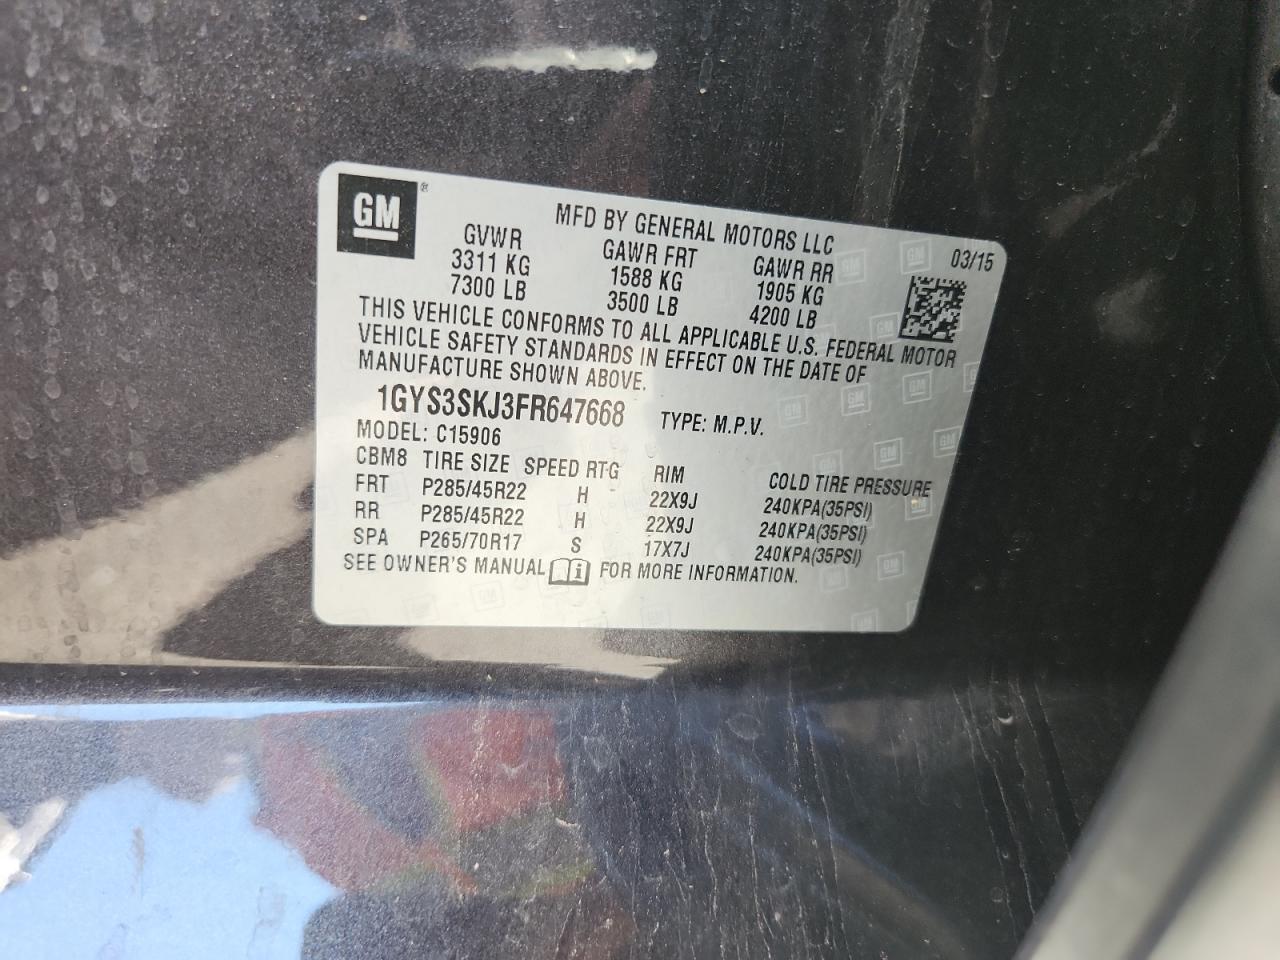 GM®
MFD BY GENERAL MOTORS LLC
03/15
GVWR GAWR FRT GAWR RR
3311 KG 1588 KG 1905 KG
7300 LB 3500 LB 4200 LB
THIS VEHICLE CONFORMS TO ALL APPLICABLE U.S. FEDERAL MOTOR
VEHICLE SAFETY STANDARDS IN EFFECT ON THE DATE OF
MANUFACTURE SHOWN ABOVE.
1GYS3SKJ3FR647668 TYPE: M.P.V.
MODEL: C15906
CBM8 TIRE SIZE SPEED RTG RIM COLD TIRE PRESSURE
FRT P285/45R22 H 22X9J 240KPA(35PSI)
RR P285/45R22 H 22X9J 240KPA(35PSI)
SPA P265/70R17 S 17X7J 240KPA(35PSI)
SEE OWNER'S MANUAL FOR MORE INFORMATION.